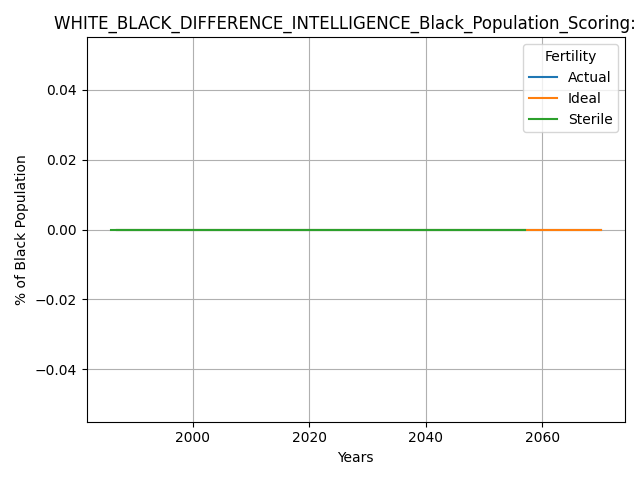 WHITE_BLACK_DIFFERENCE_INTELLIGENCE_Black_Population_Scoring:
Fertility
Actual
Ideal
Sterile
0.04
0.02
0.00
−0.02
−0.04
% of Black Population
2000 2020 2040 2060
Years